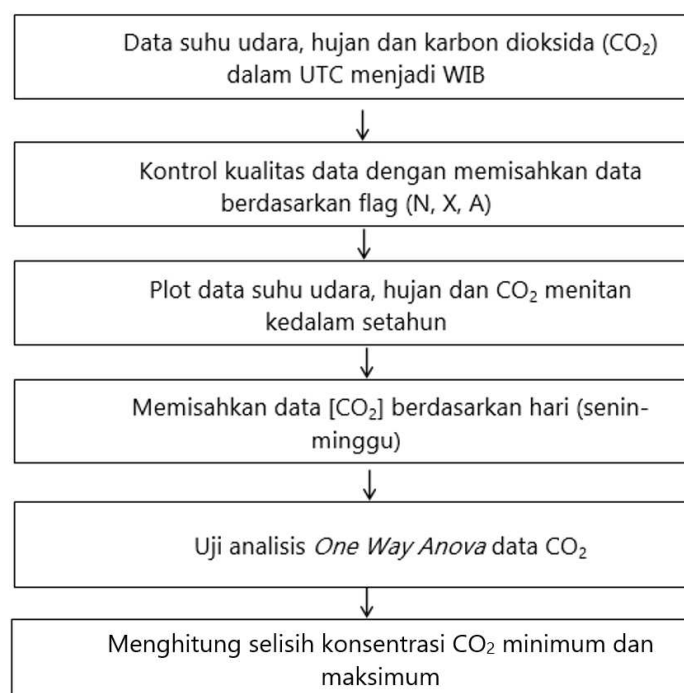 Data suhu udara, hujan dan karbon dioksida (CO₂)
dalam UTC menjadi WIB
Kontrol kualitas data dengan memisahkan data
berdasarkan flag (N, X, A)
Plot data suhu udara, hujan dan CO₂ menitan
kedalam setahun
Memisahkan data [CO₂] berdasarkan hari (senin-
minggu)
Uji analisis One Way Anova data CO₂
Menghitung selisih konsentrasi CO₂ minimum dan
maksimum